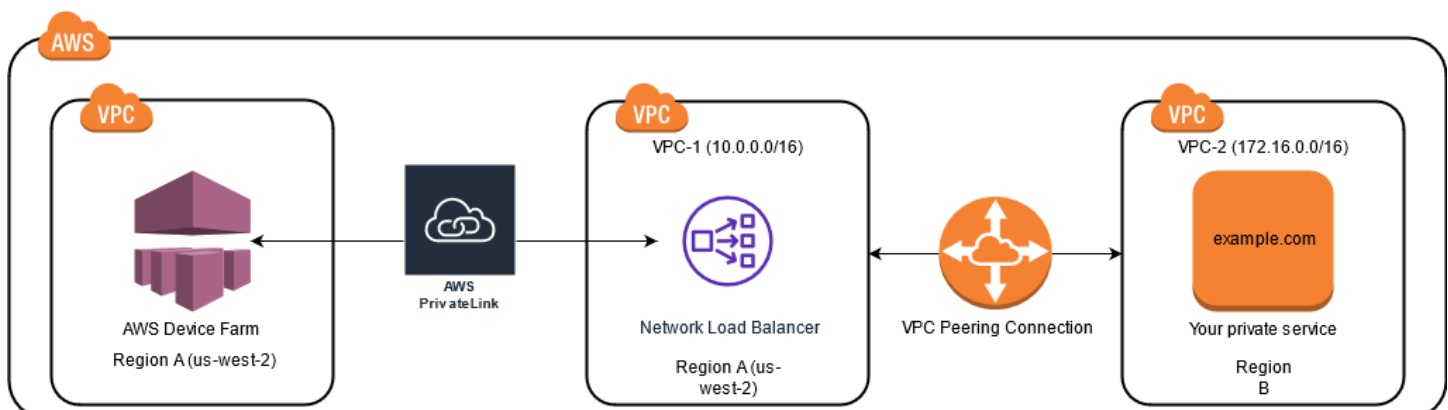 AWS
VPC
AWS Device Farm
Region A (us-west-2)
AWS
PrivateLink
VPC
VPC-1 (10.0.0.0/16)
Network Load Balancer
Region A (us-
west-2)
VPC Peering Connection
VPC
VPC-2 (172.16.0.0/16)
example.com
Your private service
Region
B